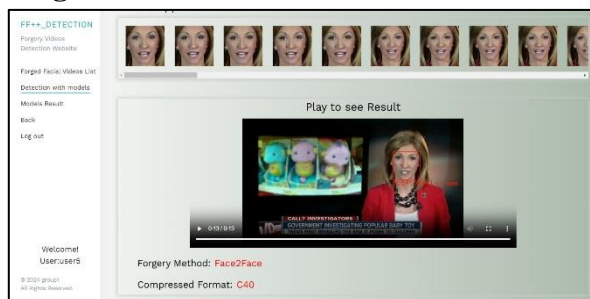 FF++_DETECTION
Forgery Videos
Detection Website
Forged Facial Videos List
Detection with models
Models Result
Back
Log out
Welcome!
User:user5
© 2024 group1
All Rights Reserved.
Play to see Result
CALL7 INVESTIGATORS
GOVERNMENT INVESTIGATING POPULAR BABY TOY
0:13 / 0:13
Forgery Method: Face2Face
Compressed Format: C40